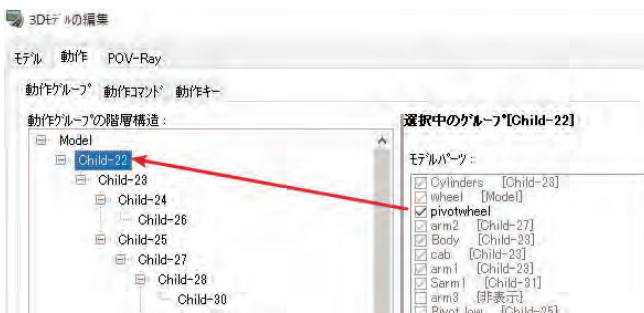 3Dモデルの編集
モデル 動作 POV-Ray
動作グループ 動作コマンド 動作キー
動作グループの階層構造:
Model
Child-22
Child-23
Child-24
Child-26
Child-25
Child-27
Child-28
Child-30
選択中のグループ[Child-22]
モデルパーツ:
Cylinders [Child-23]
wheel [Model]
pivotwheel
arm2 [Child-27]
Body [Child-23]
cab [Child-23]
arm1 [Child-23]
Sarm1 [Child-31]
arm3 [非表示]
Pivot low [Child-25]